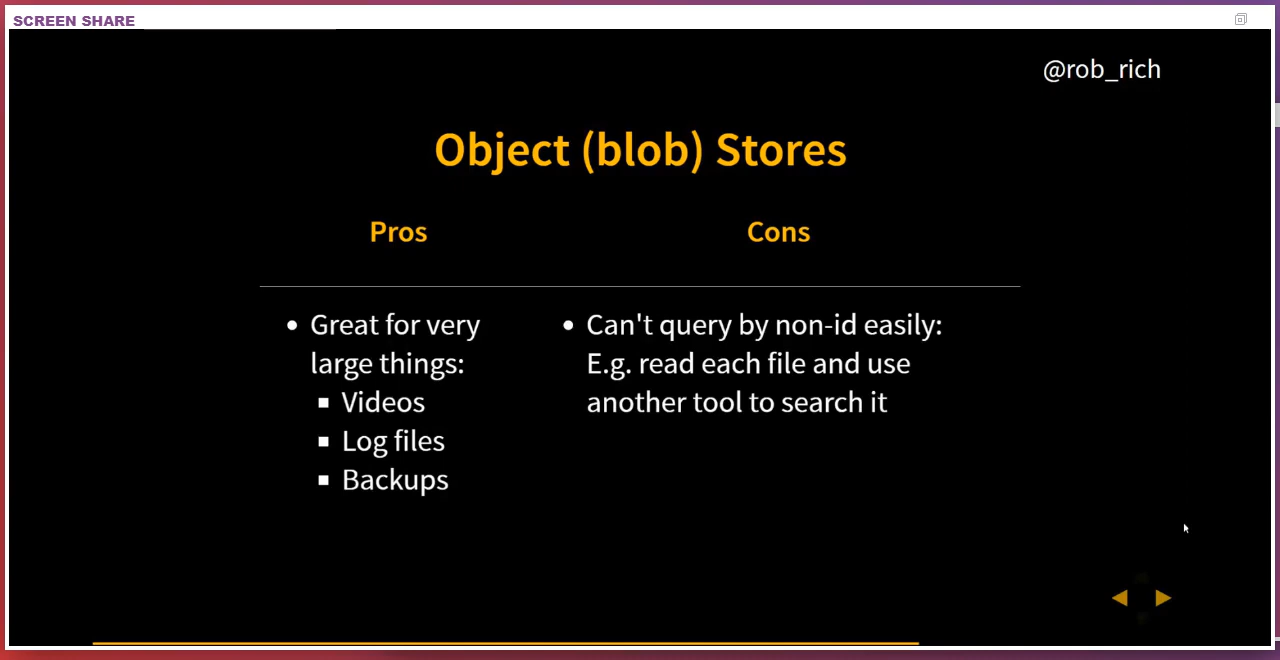 SCREEN SHARE
@rob_rich
Object (blob) Stores
Pros
Cons
• Great for very
large things:
▪ Videos
▪ Log files
▪ Backups
• Can't query by non-id easily:
E.g. read each file and use
another tool to search it